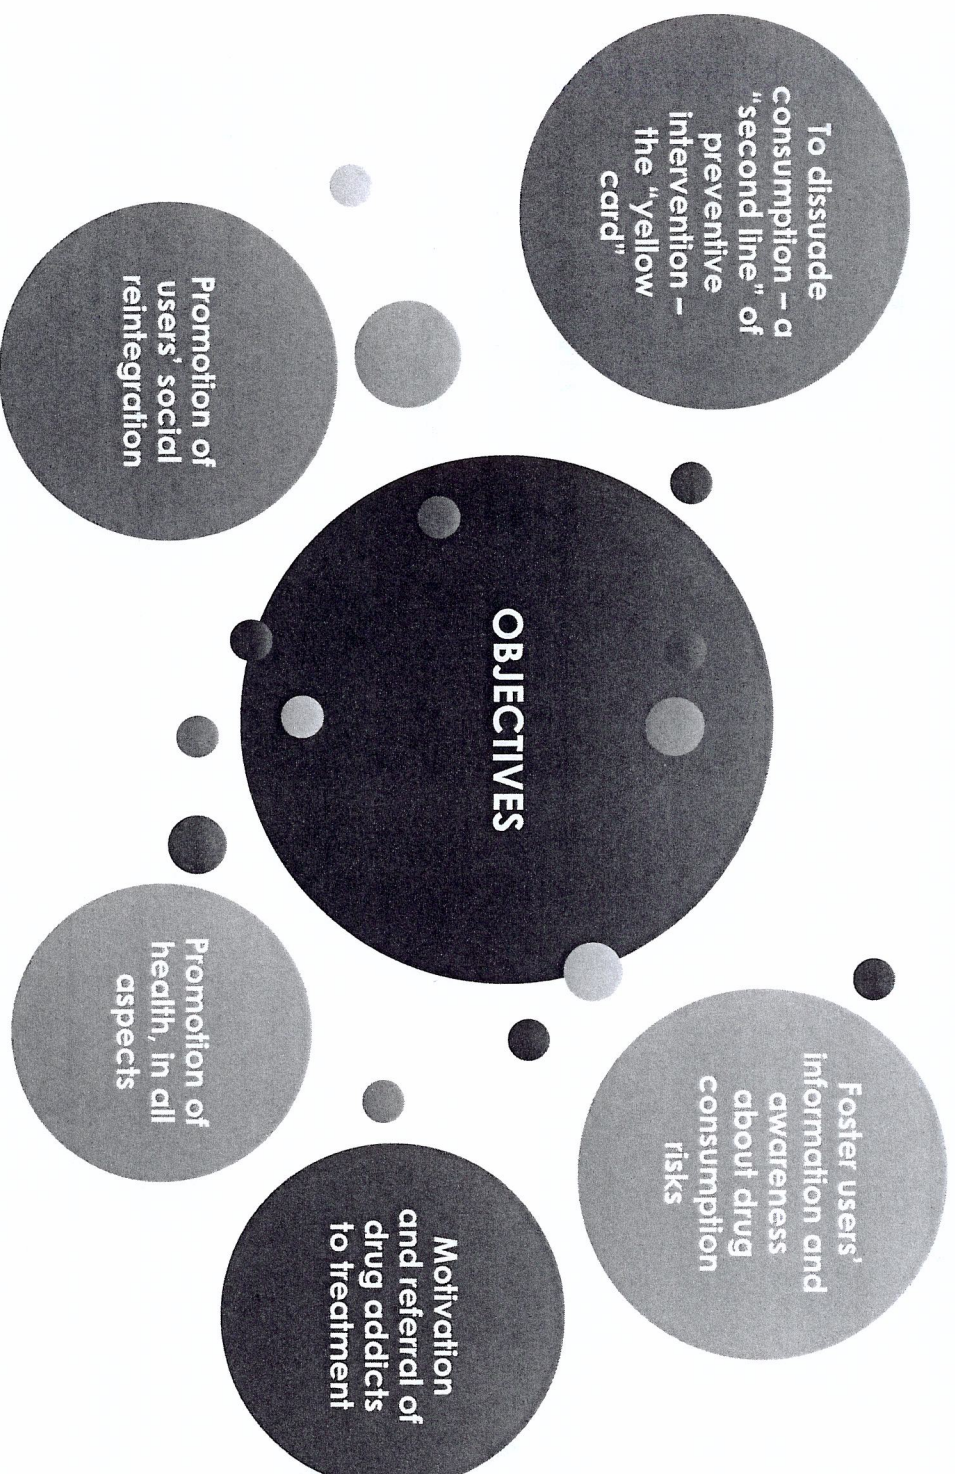 To dissuade
consumption – a
“second line” of
preventive
intervention –
the “yellow
card”
Foster users’
information and
awareness
about drug
consumption
risks
OBJECTIVES
Motivation
and referral of
drug addicts
to treatment
Promotion of
users’ social
reintegration
Promotion of
health, in all
aspects